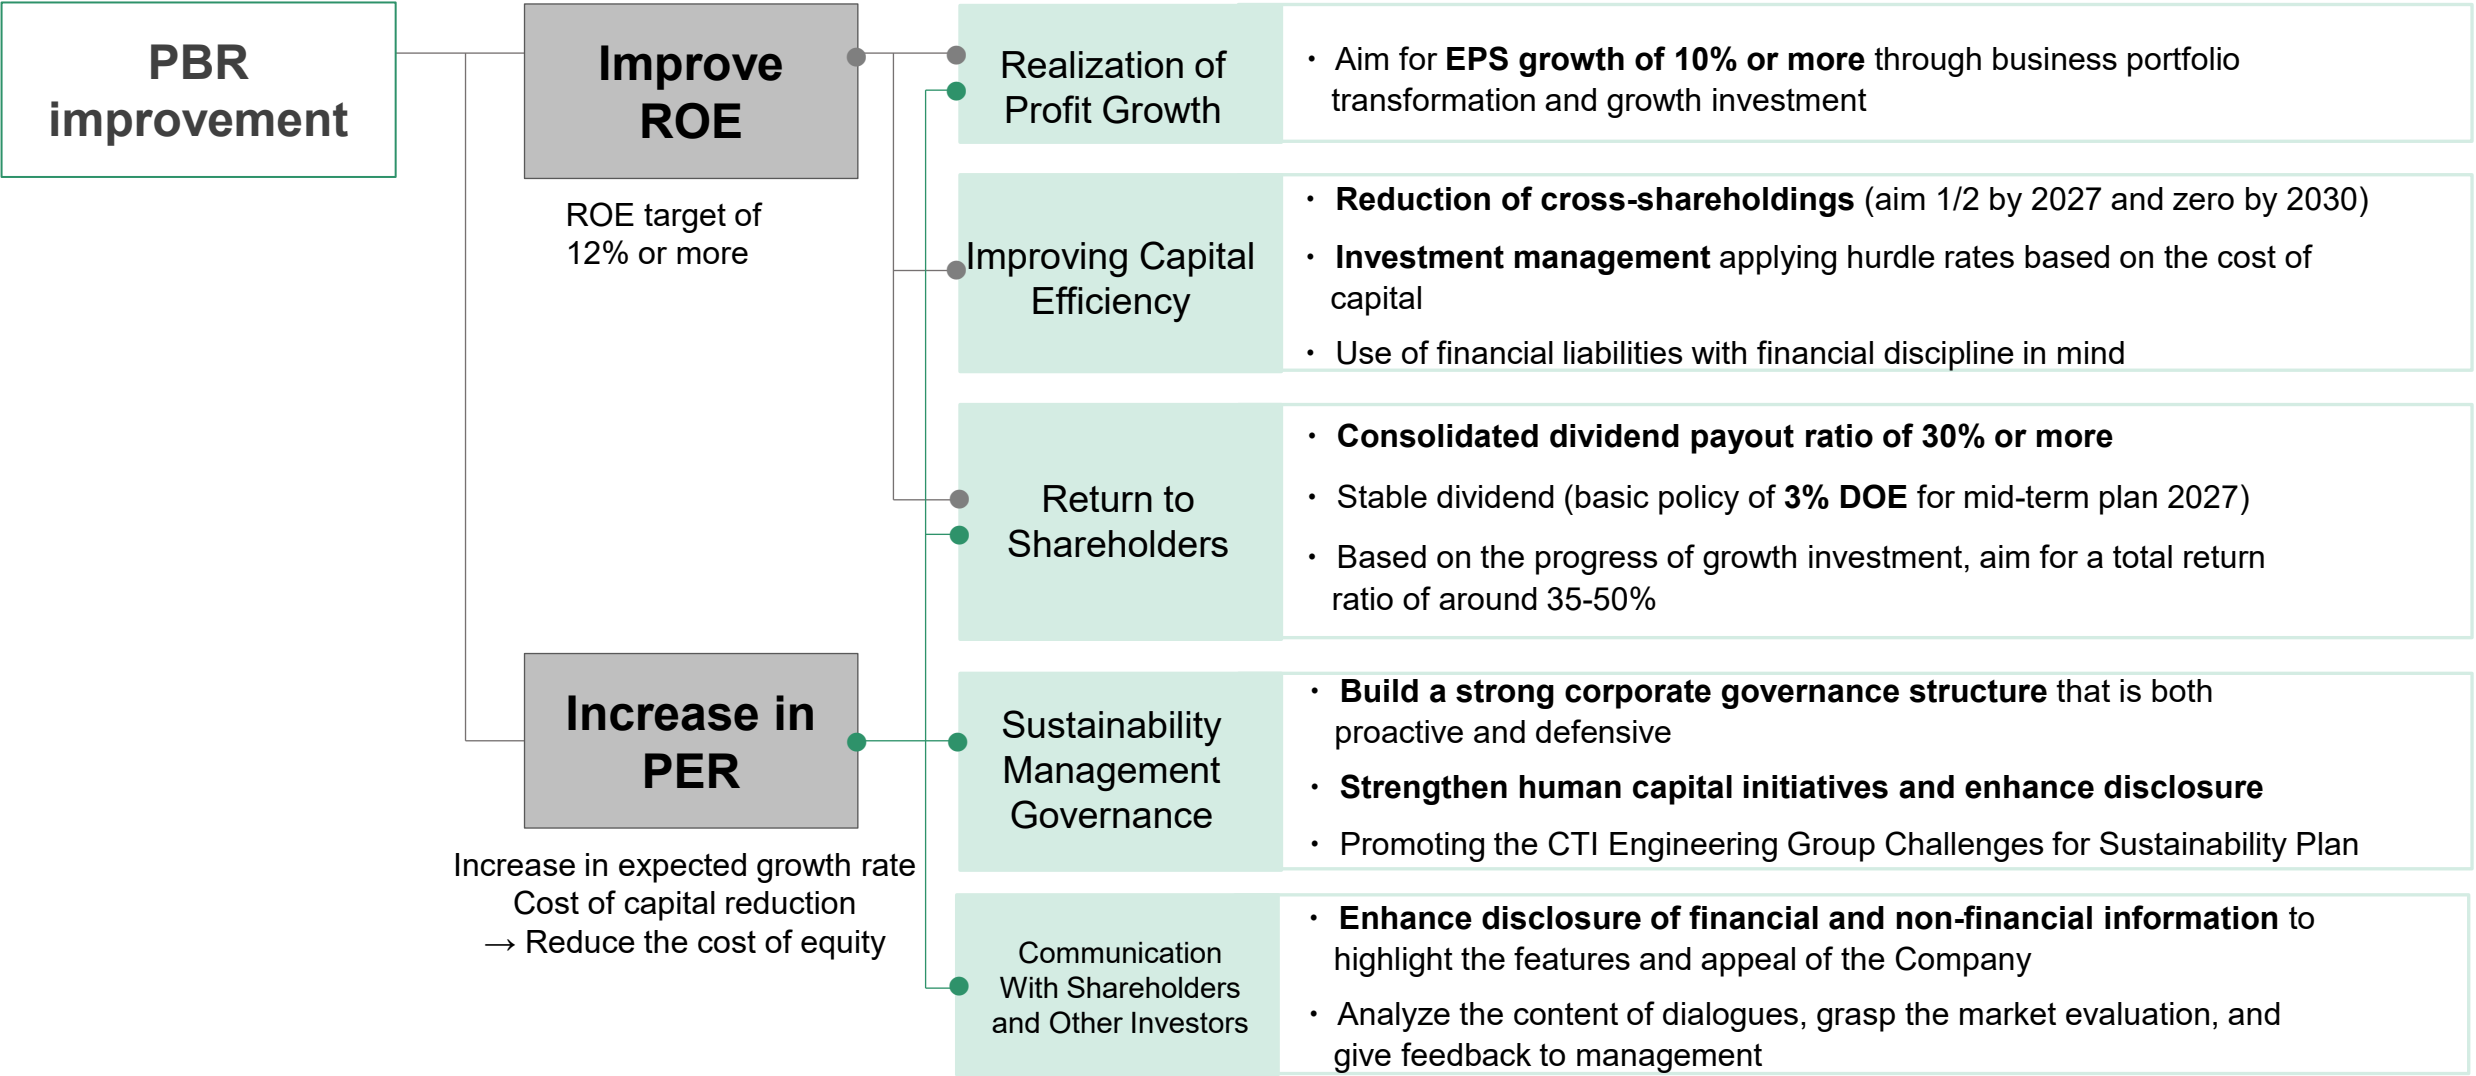 PBR
improvement
Improve
ROE
ROE target of
12% or more
Realization of
Profit Growth
・ Aim for EPS growth of 10% or more through business portfolio
transformation and growth investment
Improving Capital
Efficiency
・ Reduction of cross-shareholdings (aim 1/2 by 2027 and zero by 2030)
・ Investment management applying hurdle rates based on the cost of
capital
・ Use of financial liabilities with financial discipline in mind
Return to
Shareholders
・ Consolidated dividend payout ratio of 30% or more
・ Stable dividend (basic policy of 3% DOE for mid-term plan 2027)
・ Based on the progress of growth investment, aim for a total return
ratio of around 35-50%
Increase in
PER
Increase in expected growth rate
Cost of capital reduction
→ Reduce the cost of equity
Sustainability
Management
Governance
・ Build a strong corporate governance structure that is both
proactive and defensive
・ Strengthen human capital initiatives and enhance disclosure
・ Promoting the CTI Engineering Group Challenges for Sustainability Plan
Communication
With Shareholders
and Other Investors
・ Enhance disclosure of financial and non-financial information to
highlight the features and appeal of the Company
・ Analyze the content of dialogues, grasp the market evaluation, and
give feedback to management